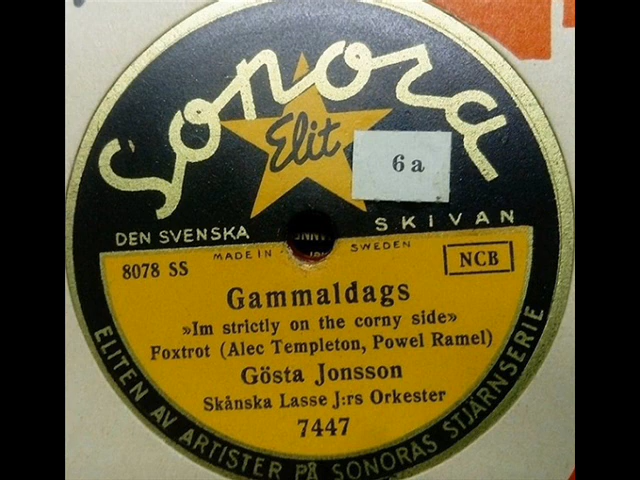 Sonora
Elit
6 a
DEN SVENSKA SKIVAN
MADE IN SWEDEN
8078 SS
NCB
Gammaldags
»Im strictly on the corny side»
Foxtrot (Alec Templeton, Powel Ramel)
Gösta Jonsson
Skånska Lasse J:rs Orkester
7447
ELITEN AV ARTISTER PÅ SONORAS STJÄRNSERIE